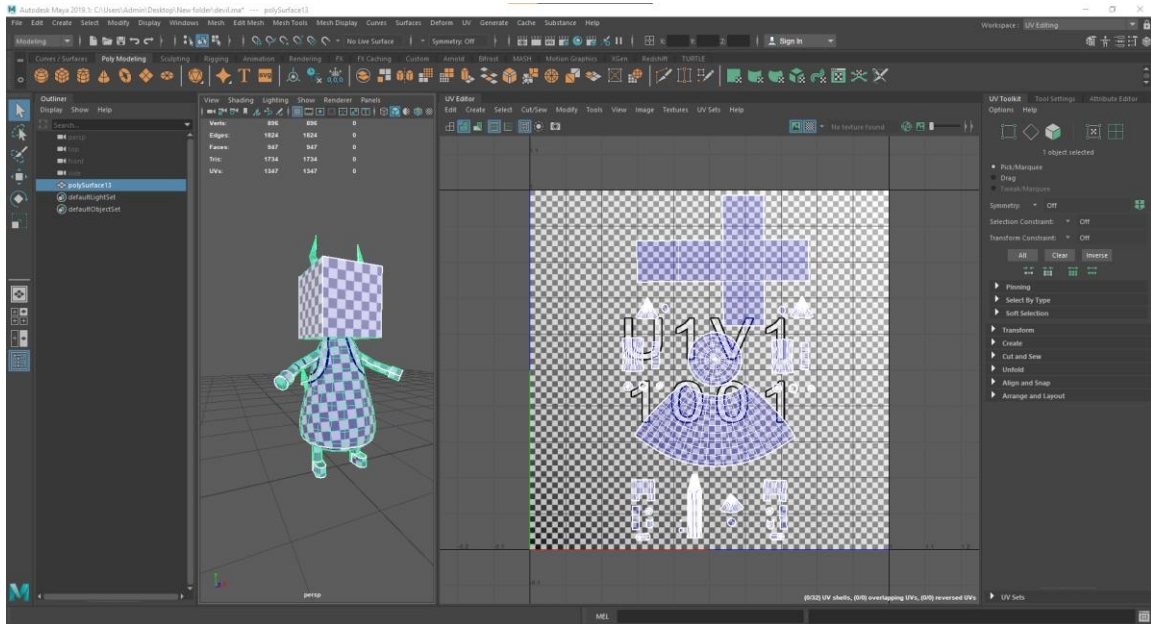 Autodesk Maya 2019.1: C:\Users\Admin\Desktop\New folder\devil.ma* --- polySurface13
File Edit Create Select Modify Display Windows Mesh Edit Mesh Mesh Tools Mesh Display Curves Surfaces Deform UV Generate Cache Substance Help
Workspace : UV Editing
Modeling
No Live Surface
Symmetry: Off
X:
Y:
Z:
Sign In
Curves / Surfaces Poly Modeling Sculpting Rigging Animation Rendering FX FX Caching Custom Arnold Bifrost MASH Motion Graphics XGen Redshift TURTLE
Outliner
Display Show Help
Search...
persp
top
front
side
polySurface13
defaultLightSet
defaultObjectSet
View Shading Lighting Show Renderer Panels
Verts: 896 896 0
Edges: 1824 1824 0
Faces: 947 947 0
Tris: 1734 1734 0
UVs: 1347 1347 0
persp
UV Editor
Edit Create Select Cut/Sew Modify Tools View Image Textures UV Sets Help
No texture found
U1V1
1001
(0/32) UV shells, (0/0) overlapping UVs, (0/0) reversed UVs
UV Toolkit Tool Settings Attribute Editor
Options Help
1 object selected
Pick/Marquee
Drag
Tweak/Marquee
Symmetry: Off
Selection Constraint: Off
Transform Constraint: Off
All Clear Inverse
Pinning
Select By Type
Soft Selection
Transform
Create
Cut and Sew
Unfold
Align and Snap
Arrange and Layout
UV Sets
MEL